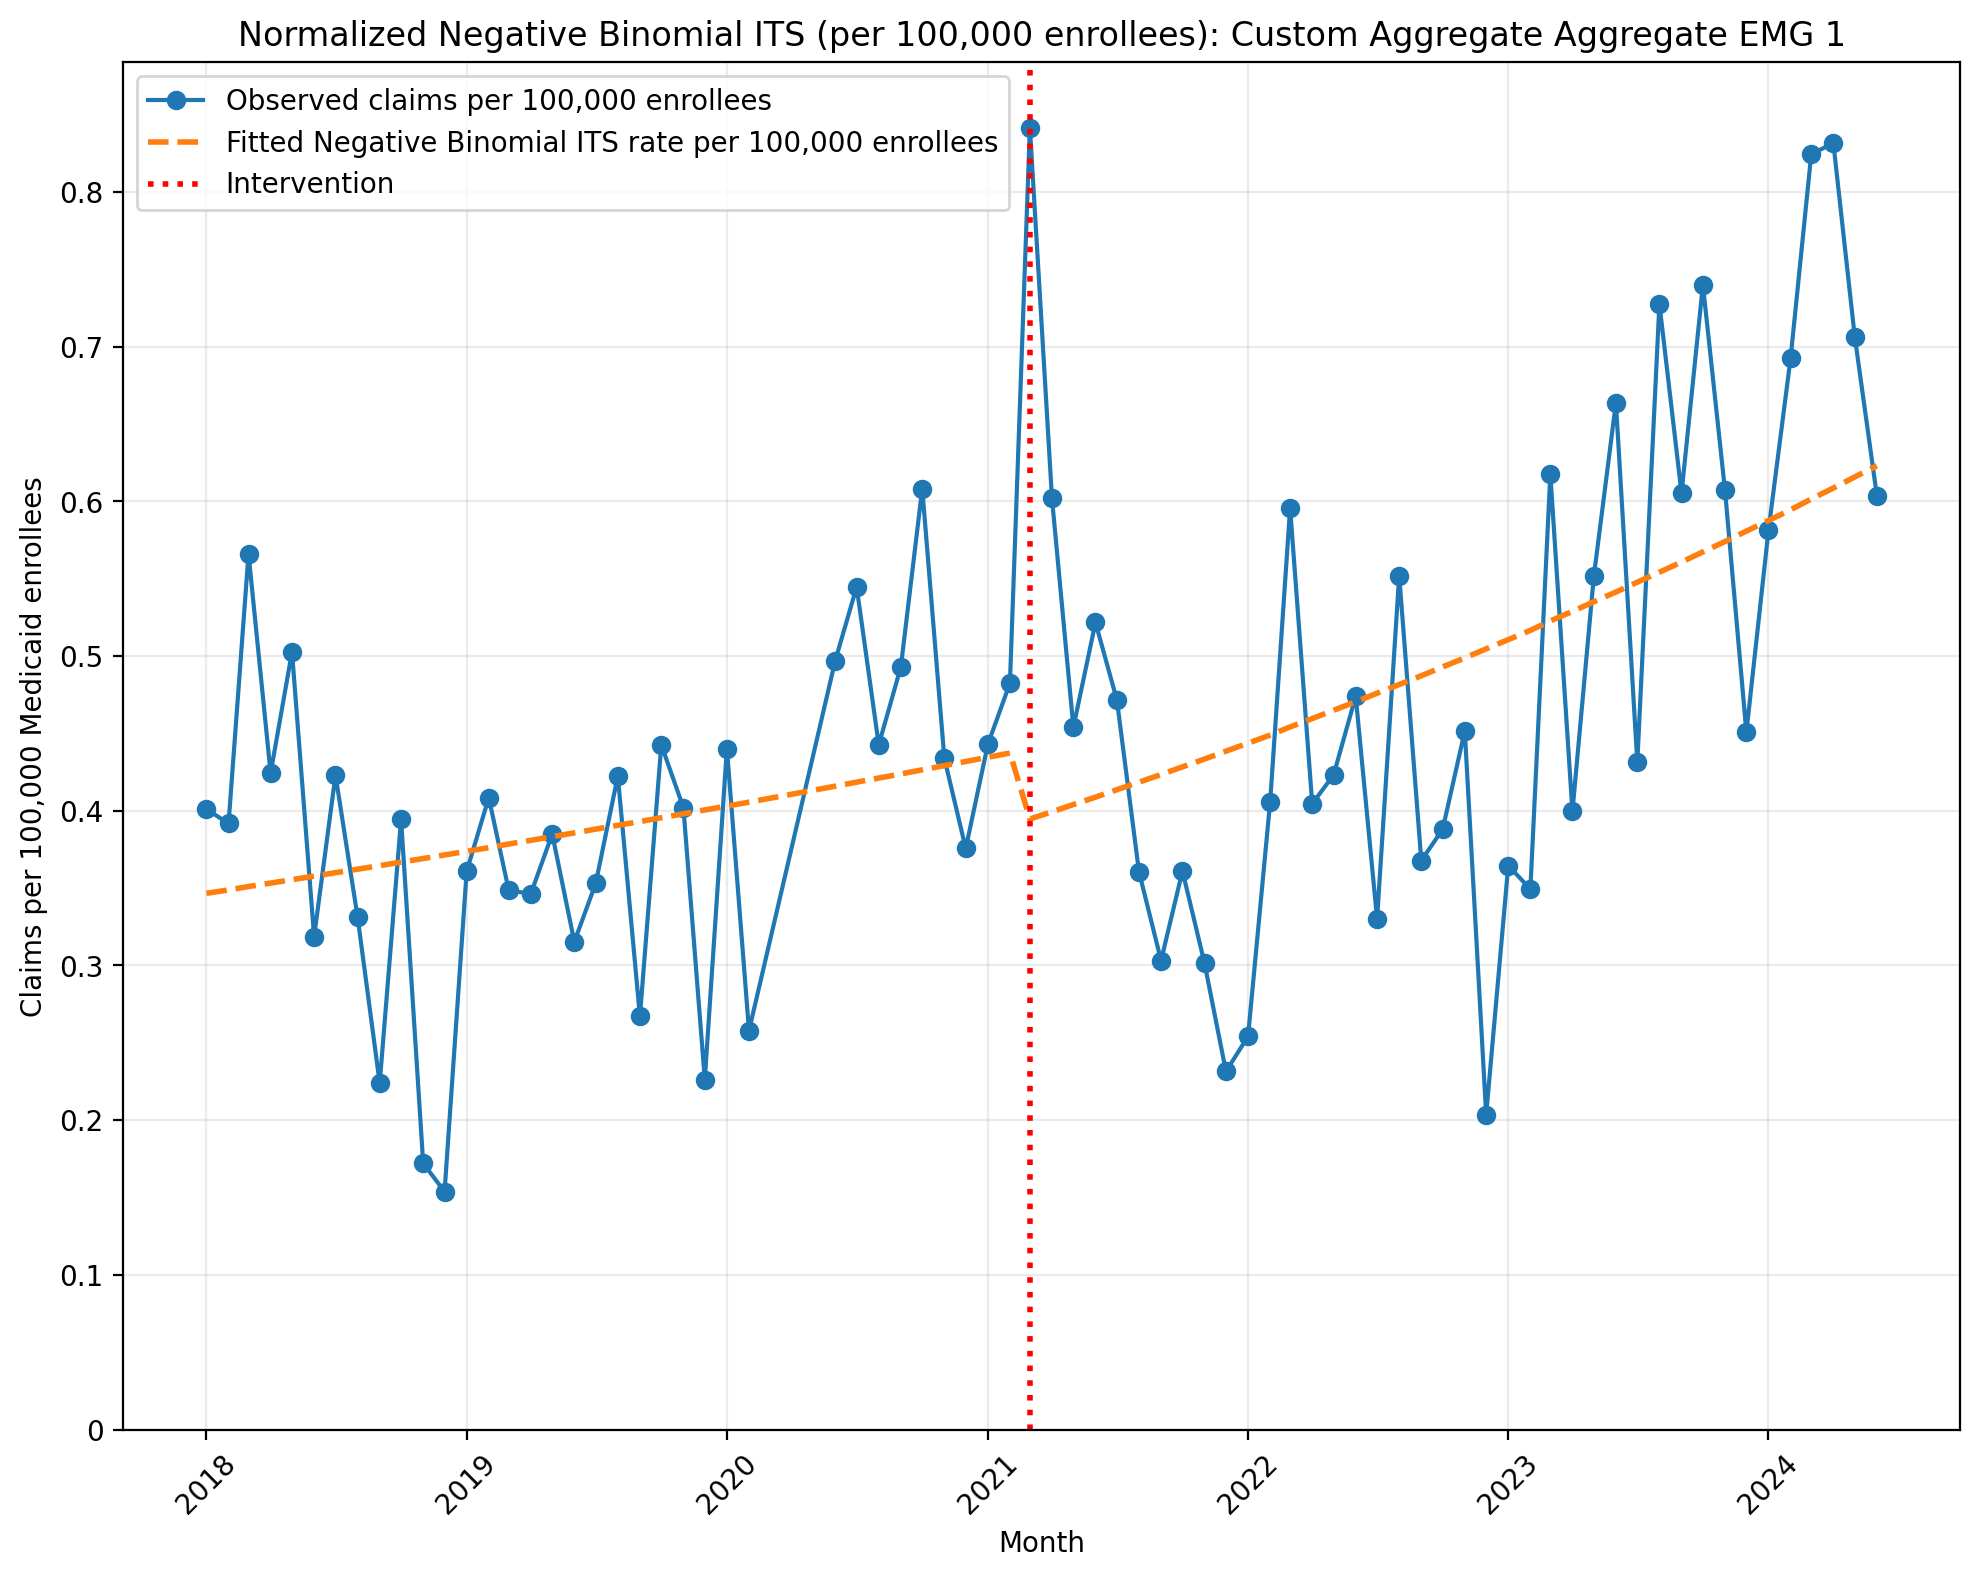 Normalized Negative Binomial ITS (per 100,000 enrollees): Custom Aggregate Aggregate EMG 1
Observed claims per 100,000 enrollees
Fitted Negative Binomial ITS rate per 100,000 enrollees
Intervention
Claims per 100,000 Medicaid enrollees
0.8
0.7
0.6
0.5
0.4
0.3
0.2
0.1
0
2018
2019
2020
2021
2022
2023
2024
Month